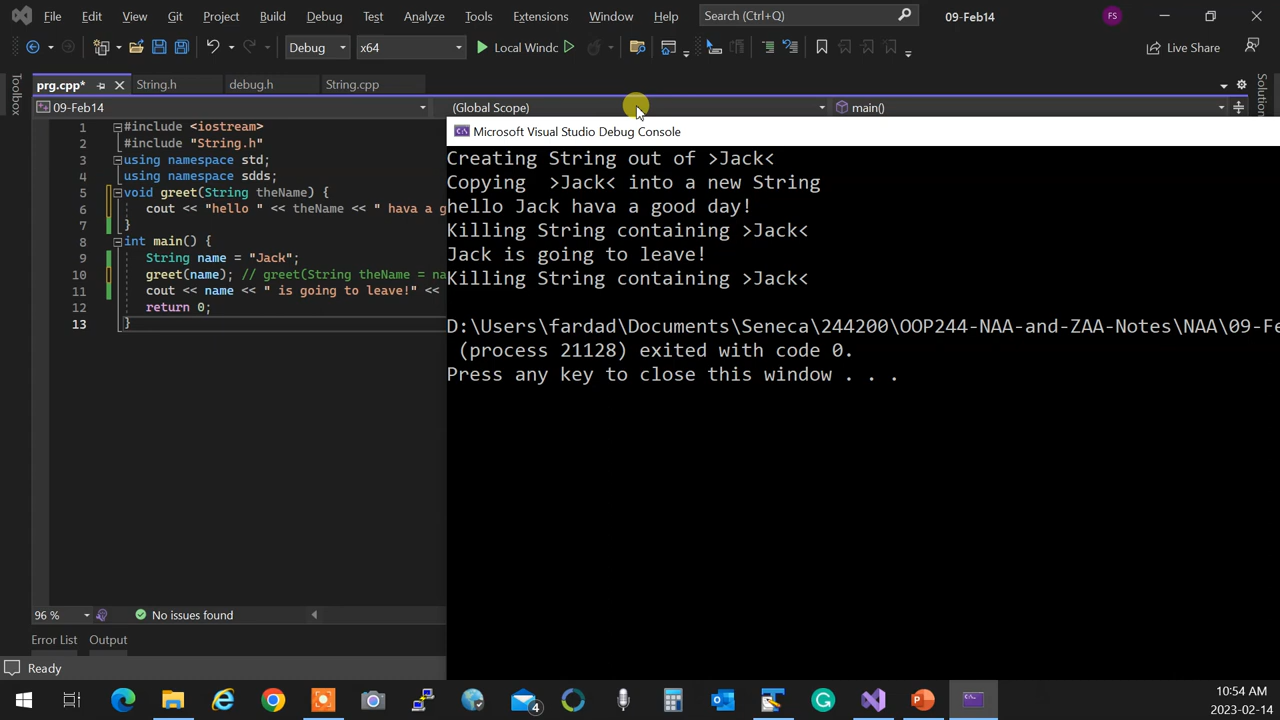 File Edit View Git Project Build Debug Test Analyze Tools Extensions Window Help Search (Ctrl+Q) 09-Feb14 FS
Debug x64 Local Windc Live Share
prg.cpp* String.h debug.h String.cpp
Toolbox
Solution
09-Feb14 (Global Scope) main()
1 #include <iostream>
2 #include "String.h"
3 using namespace std;
4 using namespace sdds;
5 void greet(String theName) {
6 cout << "hello " << theName << " hava a g
7 }
8 int main() {
9 String name = "Jack";
10 greet(name); // greet(String theName = na
11 cout << name << " is going to leave!" <<
12 return 0;
13 }
Microsoft Visual Studio Debug Console
Creating String out of >Jack<
Copying  >Jack< into a new String
hello Jack hava a good day!
Killing String containing >Jack<
Jack is going to leave!
Killing String containing >Jack<
D:\Users\fardad\Documents\Seneca\244200\OOP244-NAA-and-ZAA-Notes\NAA\09-Fe
(process 21128) exited with code 0.
Press any key to close this window . . .
96 % No issues found
Error List Output
Ready
4
10:54 AM
2023-02-14